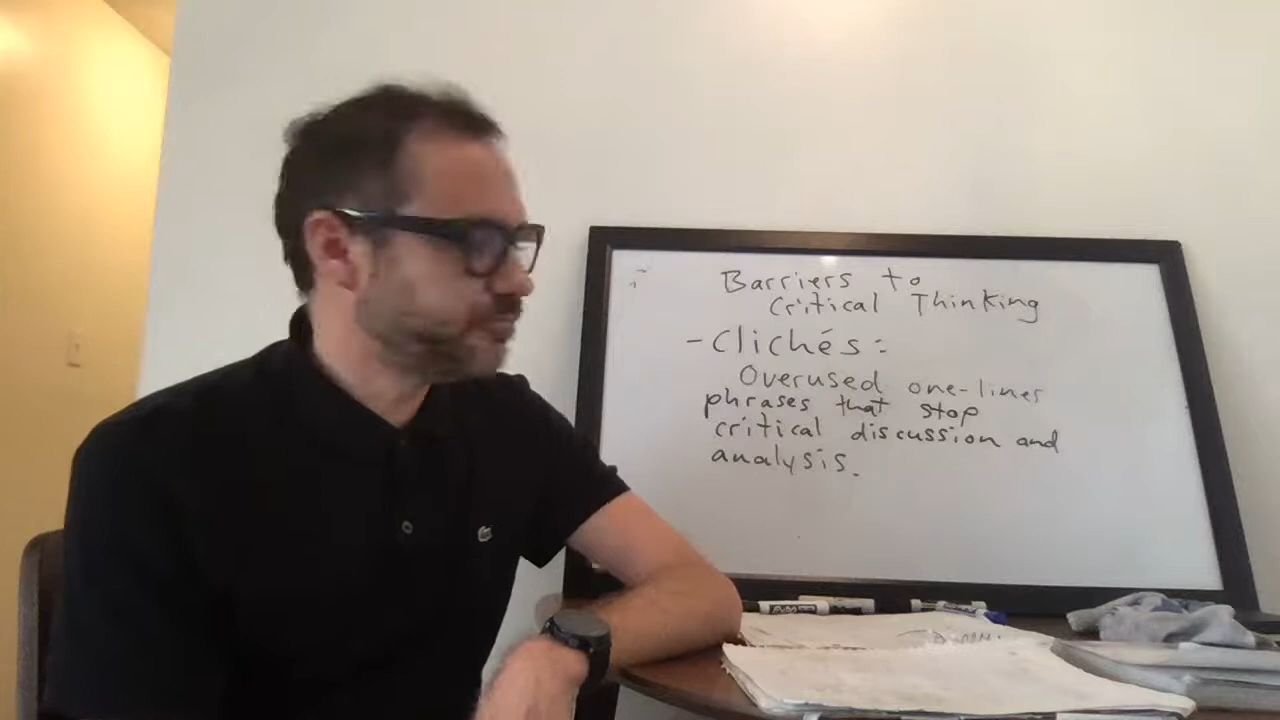 Barriers to
Critical Thinking
- Clichés:
Overused one-liner
phrases that stop
critical discussion and
analysis.